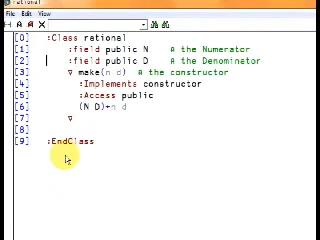 rational
File Edit View
[0] :Class rational
[1] :field public N ⍝ the Numerator
[2] :field public D ⍝ the Denominator
[3] ∇ make(n d) ⍝ the constructor
[4] :Implements constructor
[5] :Access public
[6] (N D)←n d
[7] ∇
[8]
[9] :EndClass